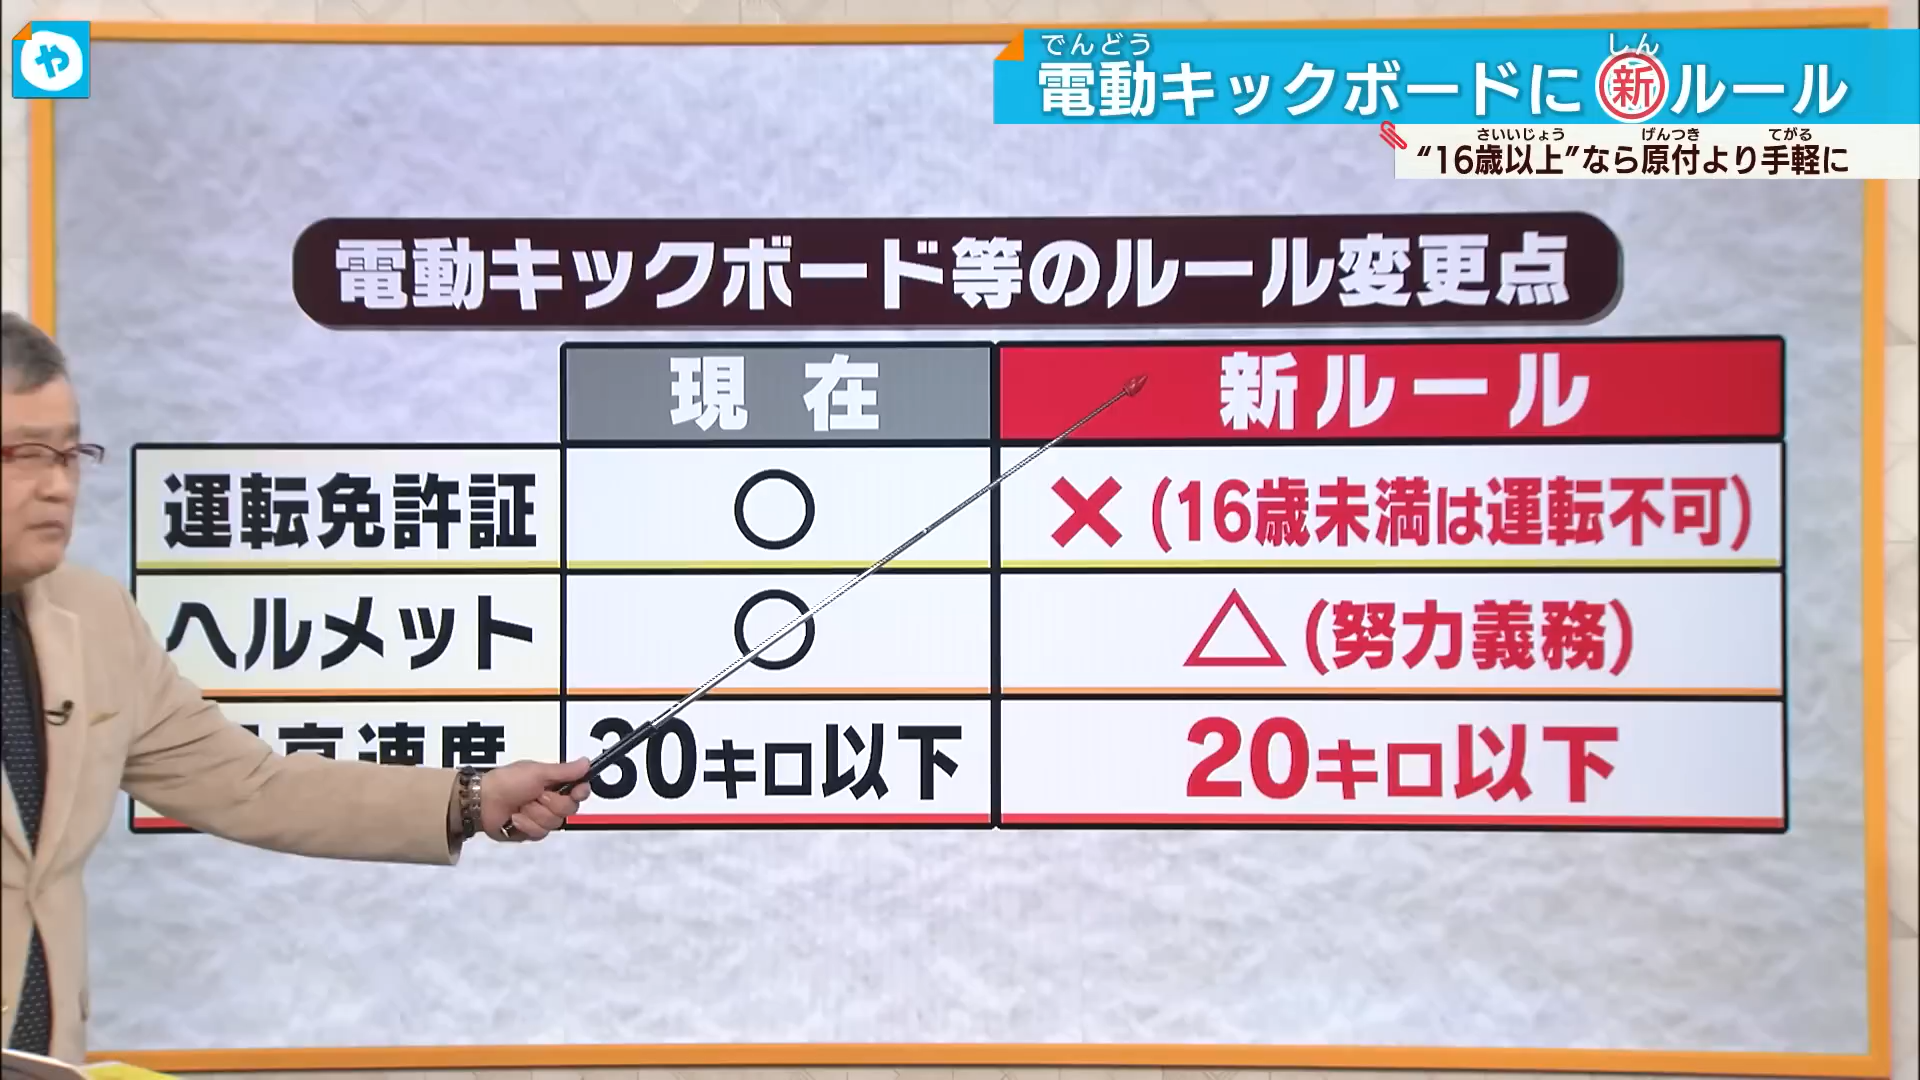 や
でんどう しん
電動キックボードに 新 ルール
さいいじょう げんつき てがる
“16歳以上”なら原付より手軽に
電動キックボード等のルール変更点
現在 新ルール
運転免許証 ○ ×(16歳未満は運転不可)
ヘルメット ○ △(努力義務)
高速度 30キロ以下 20キロ以下